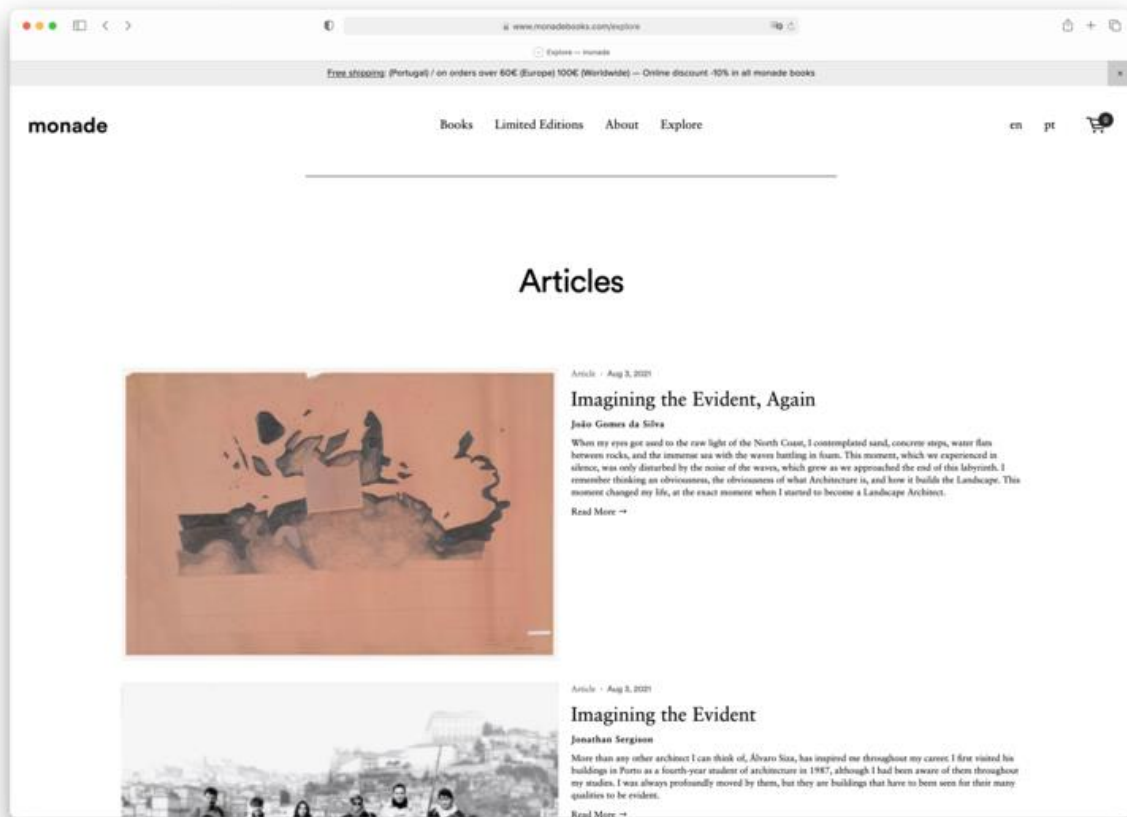 www.monadebooks.com/explore
Explore — monade
Free shipping: (Portugal) / on orders over 60€ (Europe) 100€ (Worldwide) — Online discount -10% in all monade books
monade
Books
Limited Editions
About
Explore
en
pt
0
Articles
Article · Aug 3, 2021
Imagining the Evident, Again
João Gomes da Silva
When my eyes got used to the raw light of the North Coast, I contemplated sand, concrete steps, water flats
between rocks, and the immense sea with the waves battling in foam. This moment, which we experienced in
silence, was only disturbed by the noise of the waves, which grew as we approached the end of this labyrinth. I
remember thinking an obviousness, the obviousness of what Architecture is, and how it builds the Landscape. This
moment changed my life, at the exact moment when I started to become a Landscape Architect.
Read More →
Article · Aug 3, 2021
Imagining the Evident
Jonathan Sergison
More than any other architect I can think of, Álvaro Siza, has inspired me throughout my career. I first visited his
buildings in Porto as a fourth-year student of architecture in 1987, although I had been aware of them throughout
my studies. I was always profoundly moved by them, but they are buildings that have to been seen for their many
qualities to be evident.
Read More →